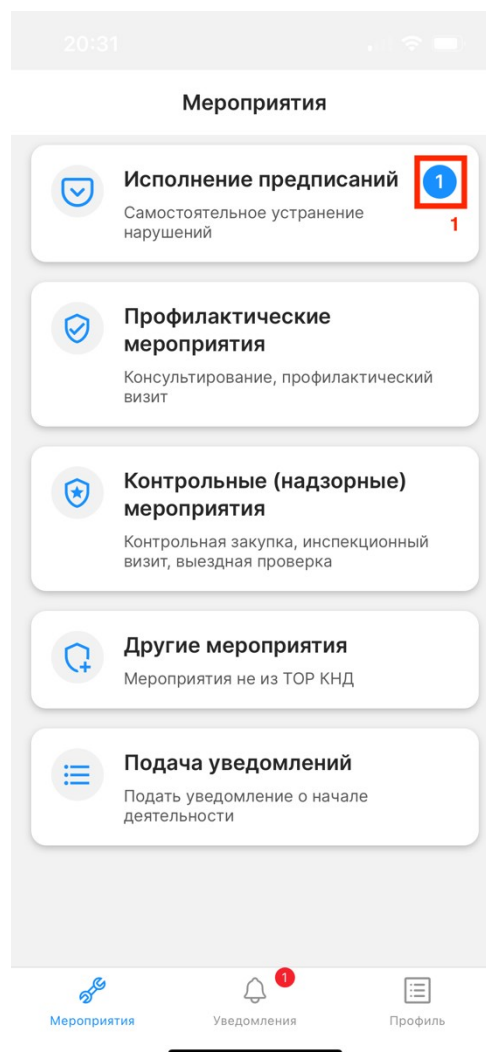 20:31
Мероприятия
Исполнение предписаний 1
Самостоятельное устранение
нарушений
1
Профилактические
мероприятия
Консультирование, профилактический
визит
Контрольные (надзорные)
мероприятия
Контрольная закупка, инспекционный
визит, выездная проверка
Другие мероприятия
Мероприятия не из ТОР КНД
Подача уведомлений
Подать уведомление о начале
деятельности
1
Мероприятия Уведомления Профиль